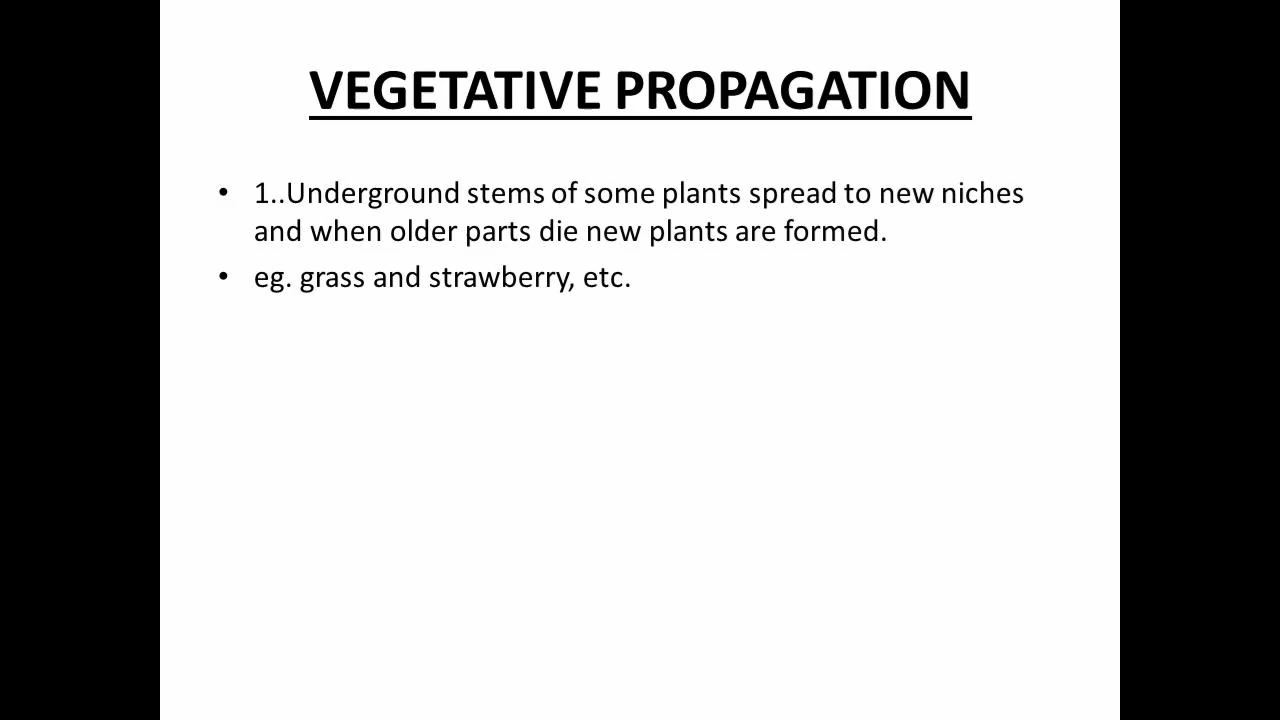 VEGETATIVE PROPAGATION
• 1..Underground stems of some plants spread to new niches
and when older parts die new plants are formed.
• eg. grass and strawberry, etc.